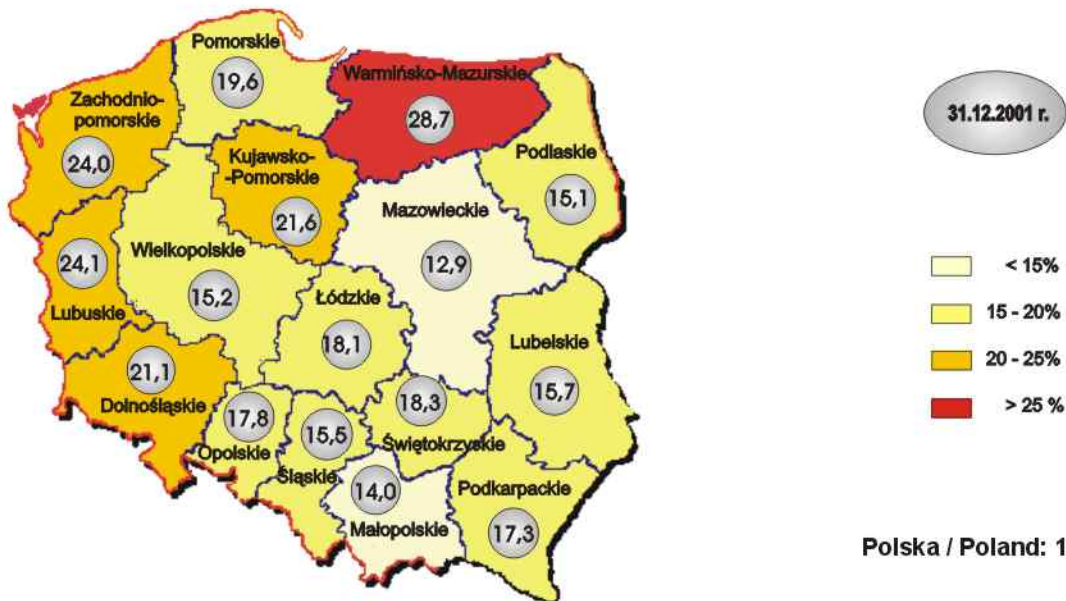 Pomorskie
19,6
Warmińsko-Mazurskie
28,7
Zachodnio-
pomorskie
24,0
Kujawsko-
-Pomorskie
21,6
Podlaskie
15,1
Mazowieckie
12,9
Wielkopolskie
15,2
24,1
Lubuskie
Łódzkie
18,1
Lubelskie
15,7
21,1
Dolnośląskie
17,8
Opolskie
15,5
Śląskie
18,3
Świętokrzyskie
14,0
Małopolskie
Podkarpackie
17,3
31.12.2001 r.
< 15%
15 - 20%
20 - 25%
> 25 %
Polska / Poland: 1